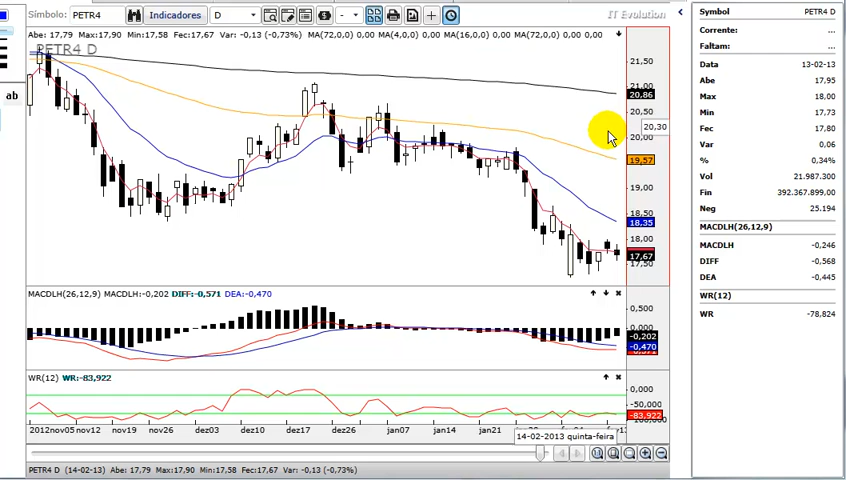 Símbolo: PETR4 Indicadores D - IT Evolution
Abe: 17,79 Max:17,90 Min:17,58 Fec:17,67 Var: -0,13 (-0,73%) MA(72,0,0) 0,00 MA(4,0,0) 0,00 MA(16,0,0) 0,00 MA(72,0,0) 0,00
PETR4 D
ab
21,50
21,00
20,86
20,50
20,30
20,00
19,57
19,00
18,50
18,35
18,00
17,67
17,50
MACDLH(26,12,9) MACDLH:-0,202 DIFF:-0,571 DEA:-0,470
0,500
0,000
-0,202
-0,470
WR(12) WR:-83,922
0,000
-50,000
-83,922
2012nov05 nov12 nov19 nov26 dez03 dez10 dez17 dez26 jan07 jan14 jan21
14-02-2013 quinta-feira
PETR4 D (14-02-13) Abe: 17,79 Max:17,90 Min:17,58 Fec:17,67 Var: -0,13 (-0,73%)
Symbol PETR4 D
Corrente: ...
Faltam: ...
Data 13-02-13
Abe 17,95
Max 18,00
Min 17,73
Fec 17,80
Var 0,06
% 0,34%
Vol 21.987.300
Fin 392.367.899,00
Neg 25.194
MACDLH(26,12,9)
MACDLH -0,246
DIFF -0,568
DEA -0,445
WR(12)
WR -78,824